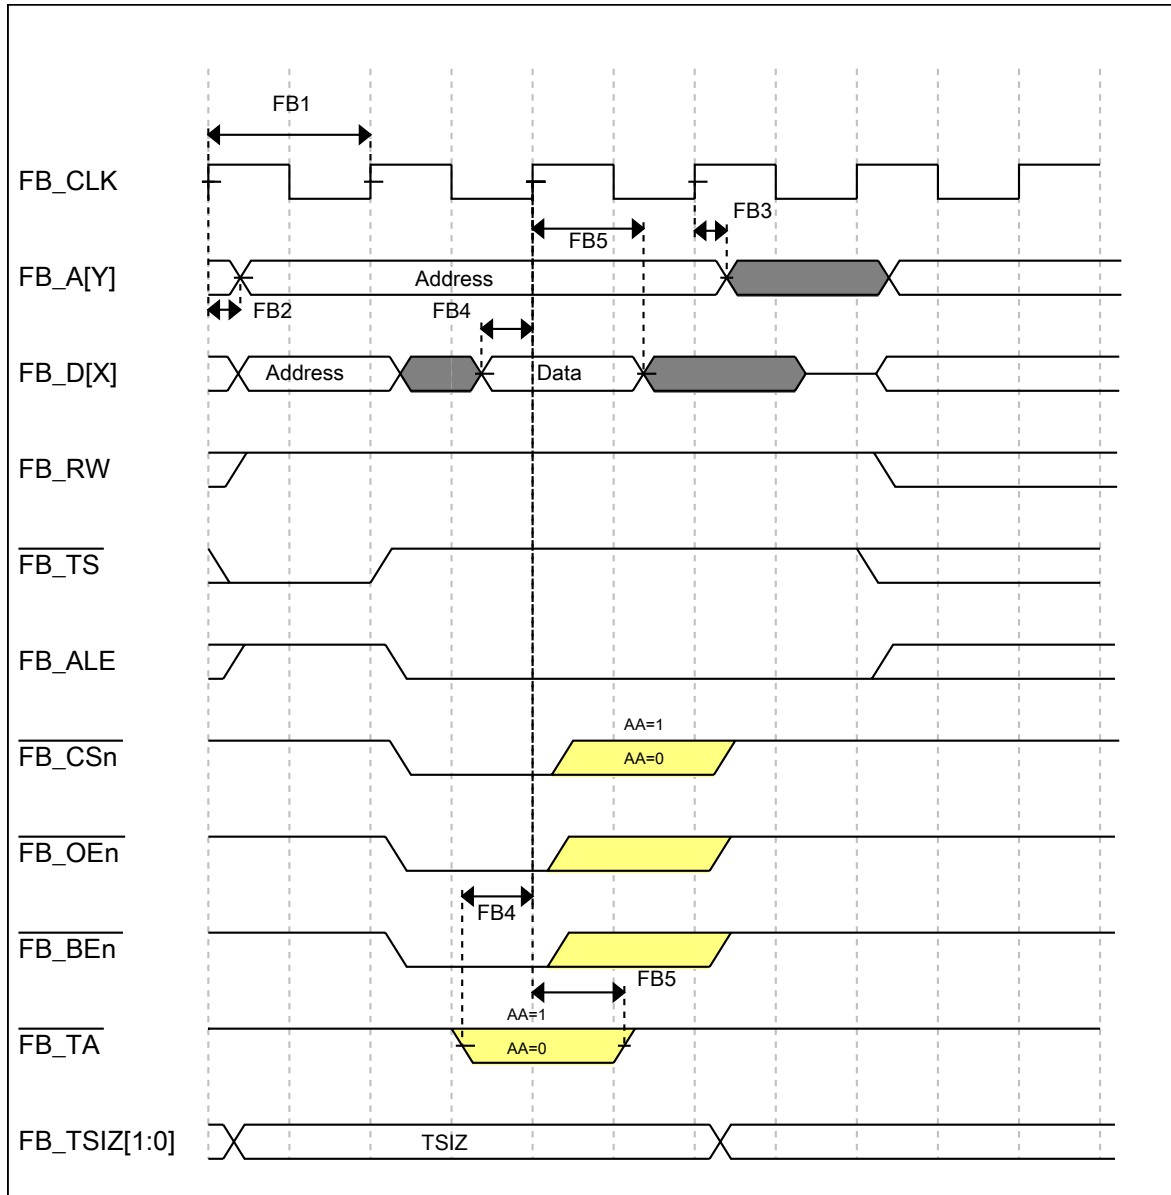 FB1
FB_CLK
FB3
FB5
FB_A[Y]
Address
FB2
FB4
FB_D[X]
Address
Data
FB_RW
FB_TS
FB_ALE
AA=1
FB_CSn
AA=0
FB_OEn
FB4
FB_BEn
FB5
AA=1
FB_TA
AA=0
FB_TSIZ[1:0]
TSIZ